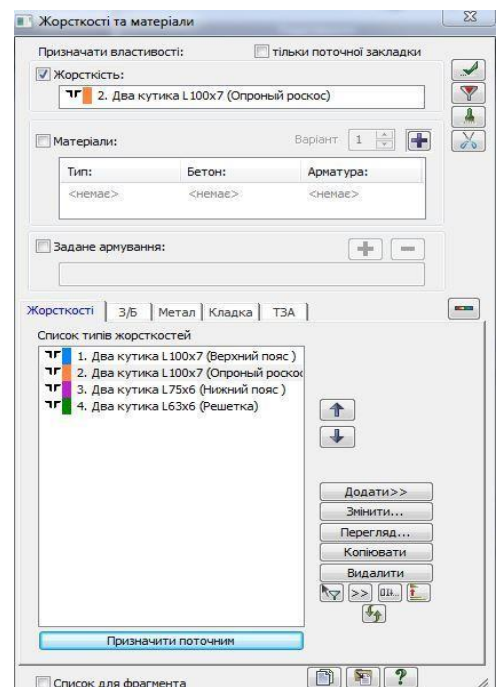 Жорсткості та матеріали
Призначати властивості: тільки поточної закладки
Жорсткість:
2. Два кутика L100x7 (Опроный роскос)
Матеріали: Варіант 1
Тип: Бетон: Арматура:
<немає> <немає> <немає>
Задане армування:
Жорсткості З/Б Метал Кладка ТЗА
Список типів жорсткостей
1. Два кутика L100x7 (Верхний пояс )
2. Два кутика L100x7 (Опроный роскос
3. Два кутика L75x6 (Нижний пояс )
4. Два кутика L63x6 (Решетка)
Додати>>
Змінити...
Перегляд...
Копіювати
Видалити
>>
Призначити поточним
Список для фрагмента
?